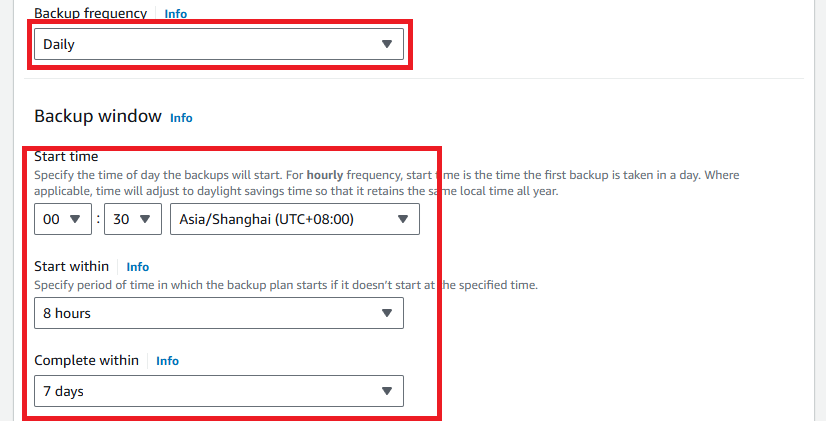 Backup frequency Info
Daily
Backup window Info
Start time
Specify the time of day the backups will start. For hourly frequency, start time is the time the first backup is taken in a day. Where
applicable, time will adjust to daylight savings time so that it retains the same local time all year.
00 : 30 Asia/Shanghai (UTC+08:00)
Start within Info
Specify period of time in which the backup plan starts if it doesn't start at the specified time.
8 hours
Complete within Info
7 days